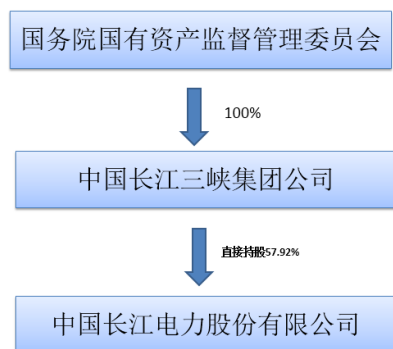 国务院国有资产监督管理委员会
100%
中国长江三峡集团公司
直接持股57.92%
中国长江电力股份有限公司